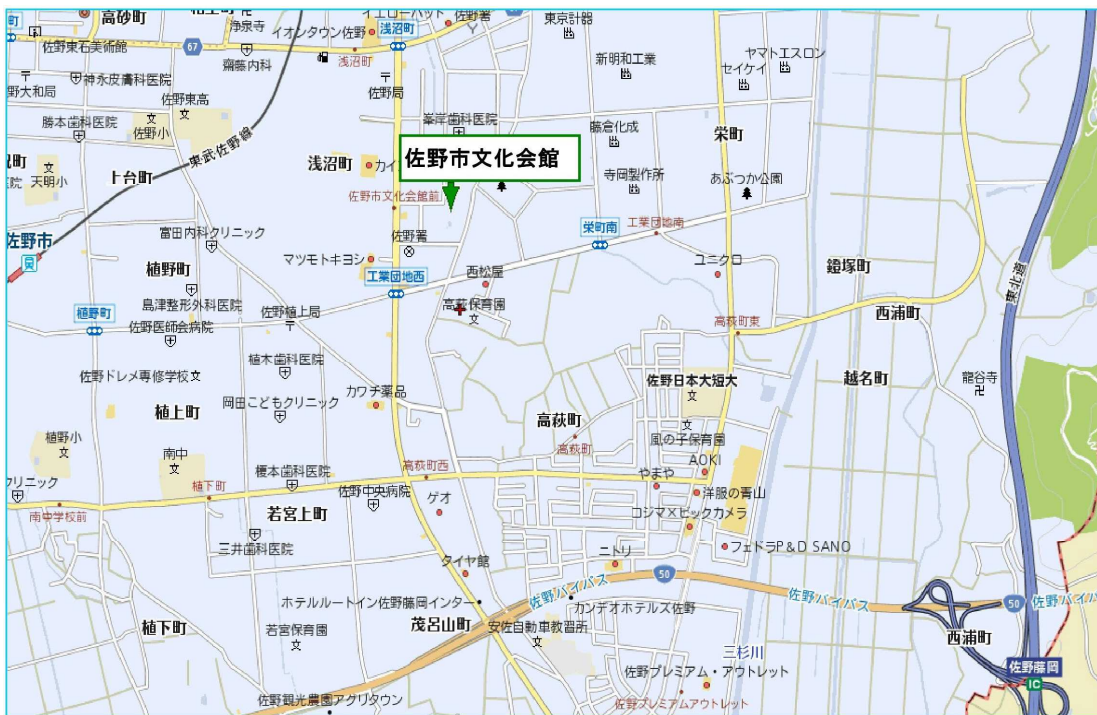 町
高砂町
浄泉寺
67
佐野東石美術館
イオンタウン佐野
イエローハット
佐野署
浅沼町
浅沼町
齋藤内科
東京計器
新明和工業
セイケイ
ヤマトエスロン
野大和局
神永皮膚科医院
佐野東高
佐野局
勝本歯科医院
佐野小
峯岸歯科医院
藤倉化成
栄町
天明小
上台町
東武佐野線
浅沼町
佐野市文化会館
佐野市文化会館前
寺岡製作所
あぶつか公園
佐野市
富田内科クリニック
佐野署
栄町南
工業団地南
植野町
マツモトキヨシ
工業団地西
西松屋
ユニクロ
鐙塚町
東北道
島津整形外科医院
植野町
佐野植上局
高萩保育園
西浦町
佐野医師会病院
高萩町東
植木歯科医院
佐野ドレメ専修学校
佐野日本大短大
越名町
龍谷寺
岡田こどもクリニック
カワチ薬品
植上町
高萩町
植野小
南中
風の子保育園
高萩町
AOKI
クリニック
榎本歯科医院
高萩町西
やまや
植下町
佐野中央病院
ゲオ
洋服の青山
南中学校前
若宮上町
コジマ×ビックカメラ
三井歯科医院
フェドラP&D SANO
タイヤ館
ニトリ
50
佐野バイパス
佐野バイパス
50
佐野バイパ
ホテルルートイン佐野藤岡インター
カンデオホテルズ佐野
植下町
若宮保育園
茂呂山町
安佐自動車教習所
西浦町
三杉川
佐野プレミアム・アウトレット
佐野藤岡
IC
佐野観光農園アグリタウン
佐野プレミアムアウトレット